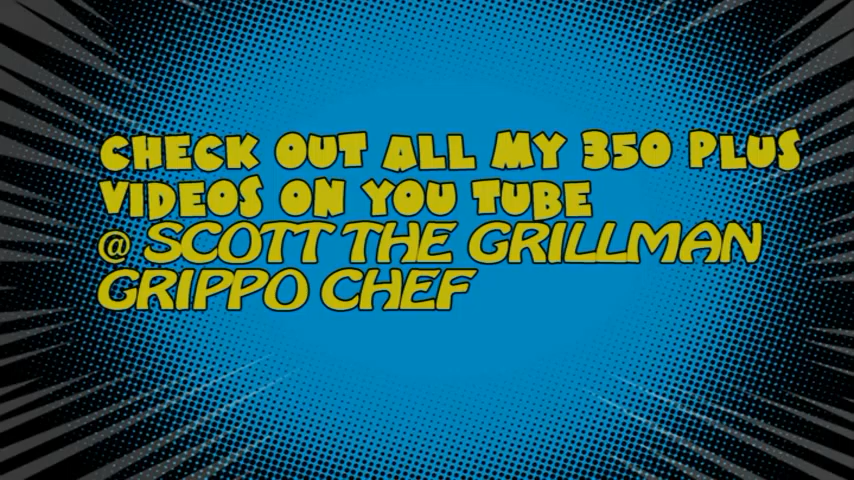 CHECK OUT ALL MY 350 PLUS
VIDEOS ON YOU TUBE
@ SCOTT THE GRILLMAN
GRIPPO CHEF